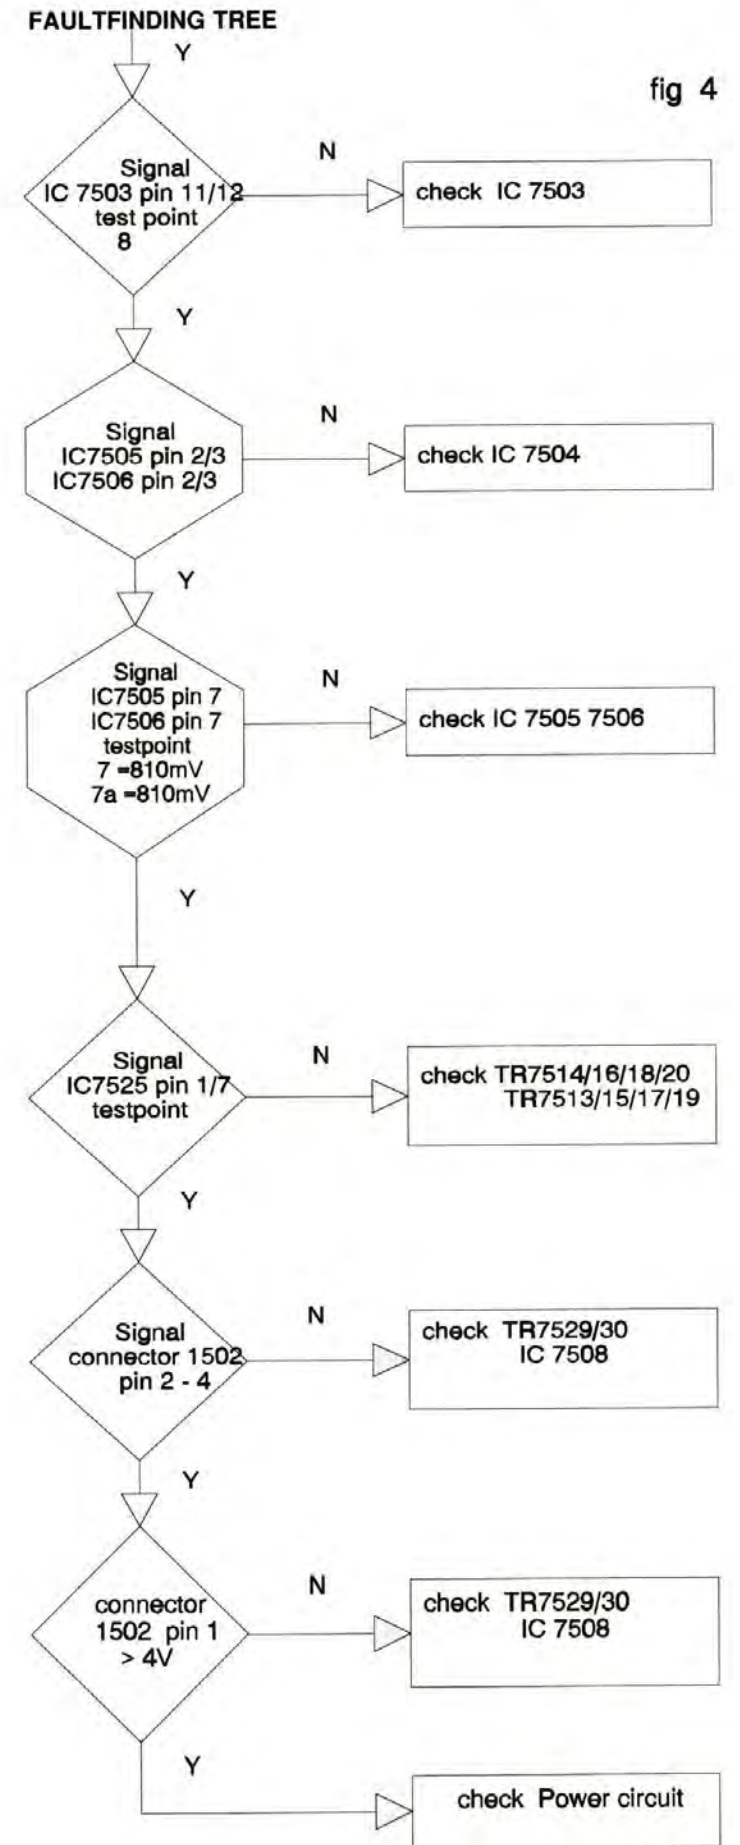 FAULTFINDING TREE
Y
fig 4
Signal
IC 7503 pin 11/12
test point
8
N
check IC 7503
Y
Signal
IC7505 pin 2/3
IC7506 pin 2/3
N
check IC 7504
Y
Signal
IC7505 pin 7
IC7506 pin 7
testpoint
7 =810mV
7a =810mV
N
check IC 7505 7506
Y
Signal
IC7525 pin 1/7
testpoint
N
check TR7514/16/18/20
TR7513/15/17/19
Y
Signal
connector 1502
pin 2 - 4
N
check TR7529/30
IC 7508
Y
connector
1502 pin 1
> 4V
N
check TR7529/30
IC 7508
Y
check Power circuit